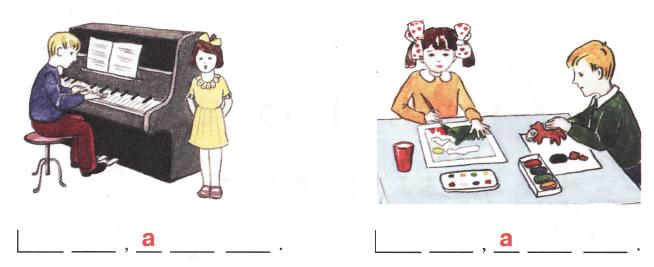 , а .
, а .